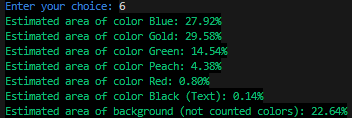 Enter your choice: 6
Estimated area of color Blue: 27.92%
Estimated area of color Gold: 29.58%
Estimated area of color Green: 14.54%
Estimated area of color Peach: 4.38%
Estimated area of color Red: 0.80%
Estimated area of color Black (Text): 0.14%
Estimated area of background (not counted colors): 22.64%